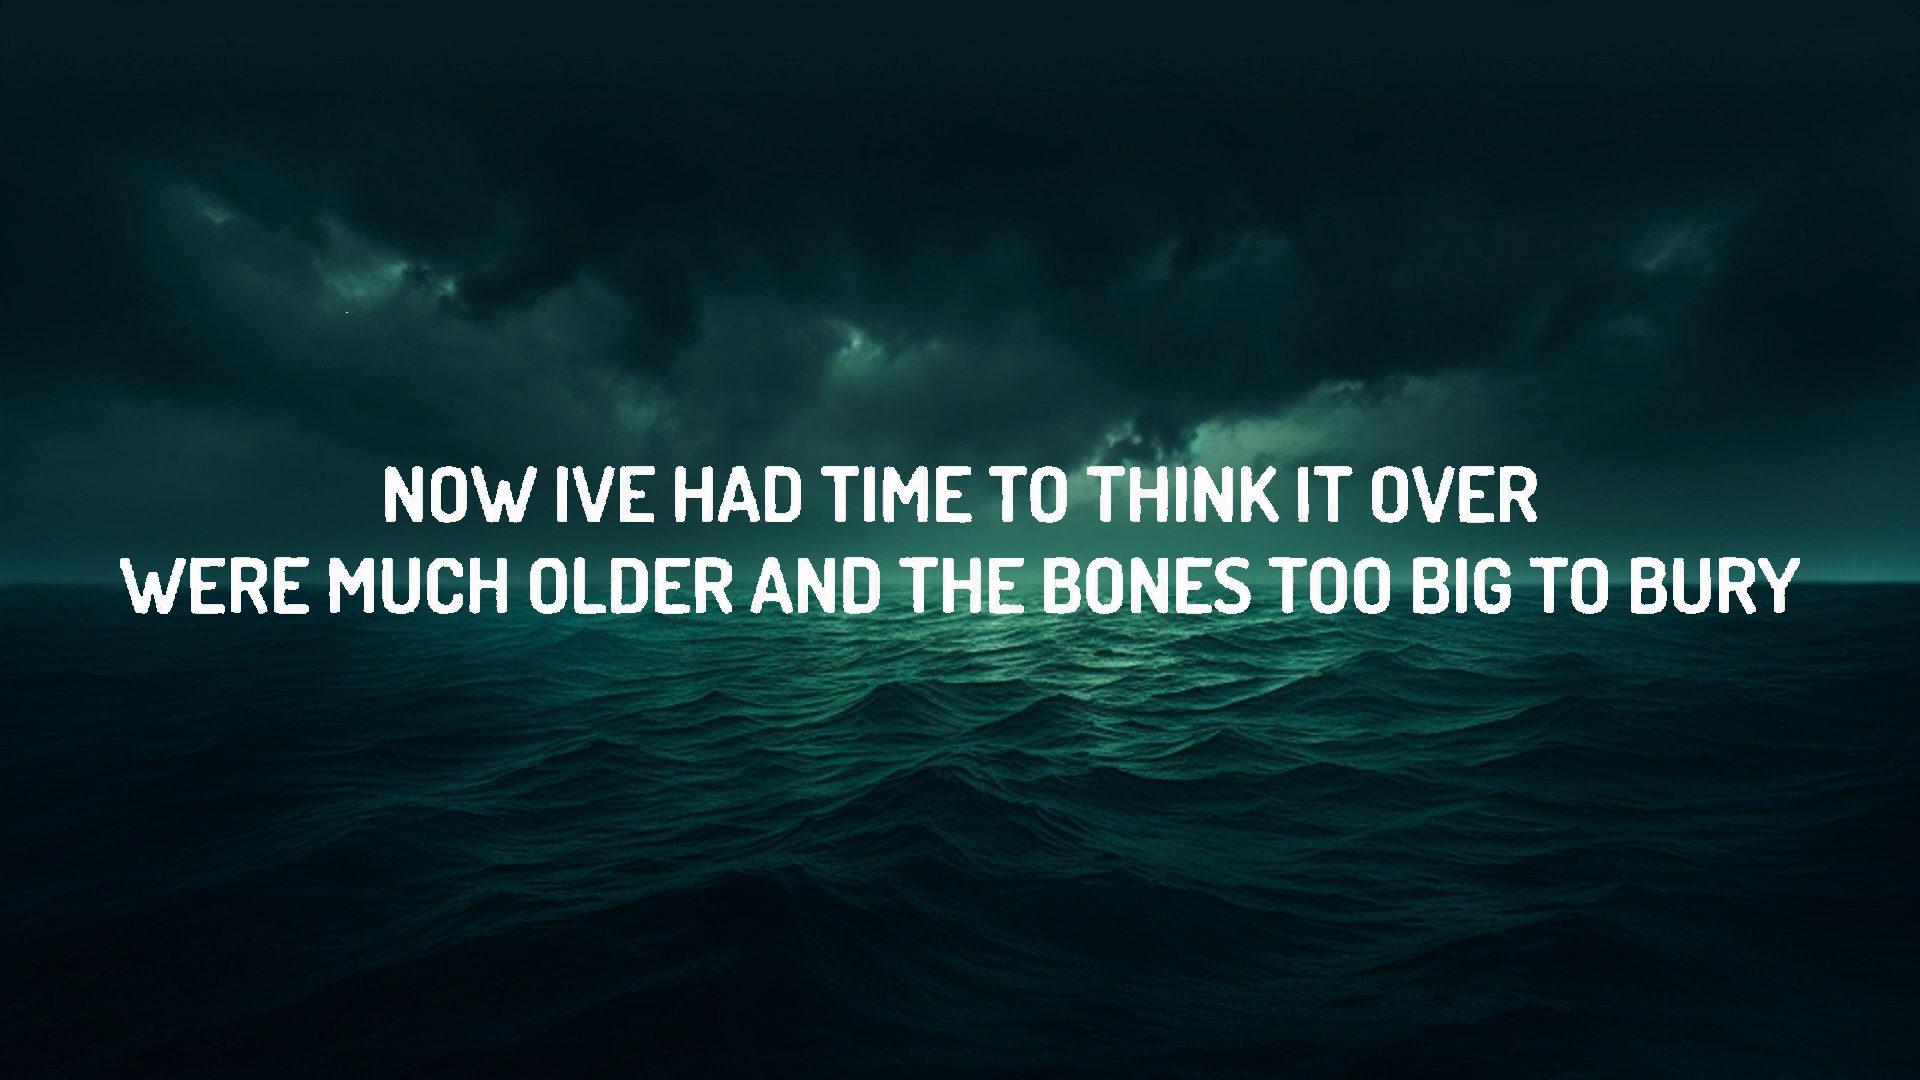 NOW IVE HAD TIME TO THINK IT OVER
WERE MUCH OLDER AND THE BONES TOO BIG TO BURY